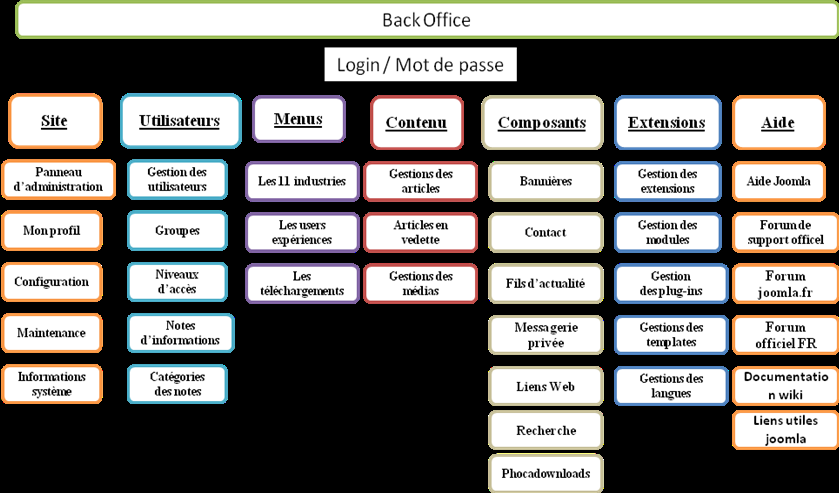 Back Office
Login / Mot de passe
Site
Utilisateurs
Menus
Contenu
Composants
Extensions
Aide
Panneau
d'administration
Mon profil
Configuration
Maintenance
Informations
système
Gestion des
utilisateurs
Groupes
Niveaux
d'accès
Notes
d'informations
Catégories
des notes
Les 11 industries
Les users
expériences
Les
téléchargements
Gestions des
articles
Articles en
vedette
Gestions des
médias
Bannières
Contact
Fils d'actualité
Messagerie
privée
Liens Web
Recherche
Phocadownloads
Gestion des
extensions
Gestion des
modules
Gestion
des plug-ins
Gestions des
templates
Gestions des
langues
Aide Joomla
Forum de
support officel
Forum
joomla.fr
Forum
officiel FR
Documentatio
n wiki
Liens utiles
joomla